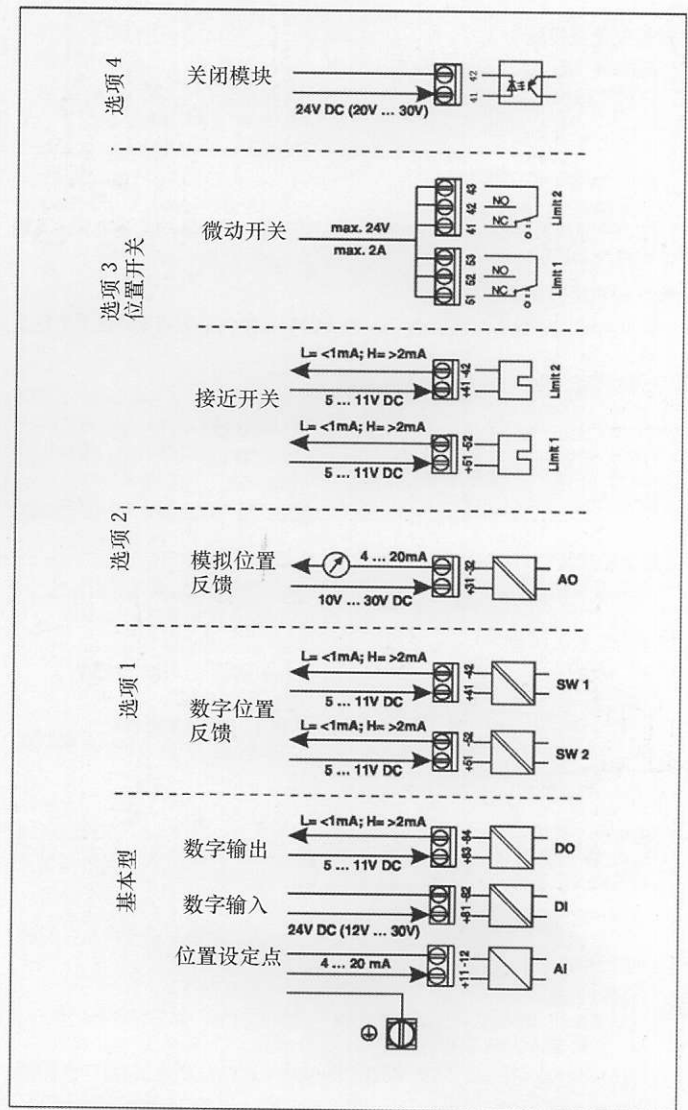 选项 4
关闭模块
24V DC (20V ... 30V)
42
41
选项 3
位置开关
微动开关
max. 24V
max. 2A
43
42
41
NO
NC
Limit 2
53
52
51
NO
NC
Limit 1
接近开关
L= <1mA; H= >2mA
5 ... 11V DC
+41 -42
Limit 2
L= <1mA; H= >2mA
5 ... 11V DC
+51 -52
Limit 1
选项 2
模拟位置
反馈
4 ... 20mA
10V ... 30V DC
+31 -32
AO
选项 1
数字位置
反馈
L= <1mA; H= >2mA
5 ... 11V DC
+41 -42
SW 1
L= <1mA; H= >2mA
5 ... 11V DC
+51 -52
SW 2
基本型
数字输出
L= <1mA; H= >2mA
5 ... 11V DC
+83 -84
DO
数字输入
24V DC (12V ... 30V)
+81 -82
DI
位置设定点
4 ... 20 mA
+11 -12
AI